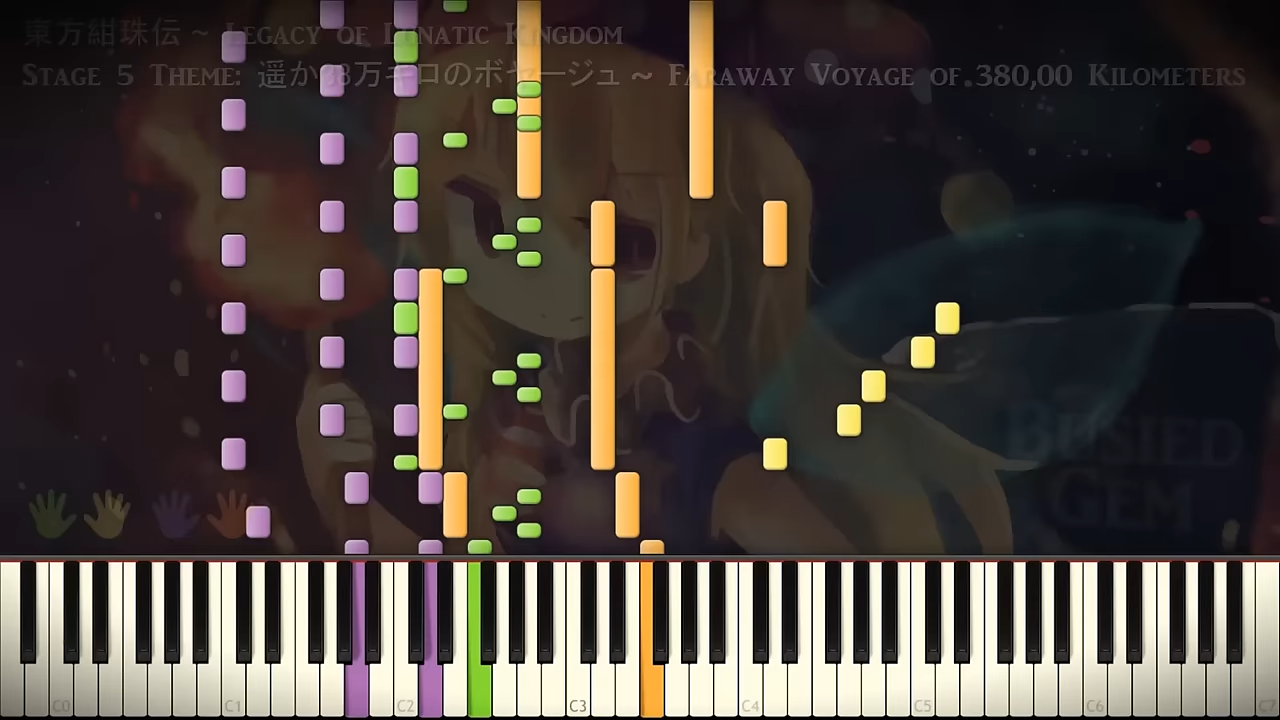 東方紺珠伝 ~ Legacy of Lunatic Kingdom
Stage 5 Theme: 遥か38万キロのボヤージュ ~ Faraway Voyage of 380,00 Kilometers
Busied
Gem
C0 C1 C2 C3 C4 C5 C6 C7